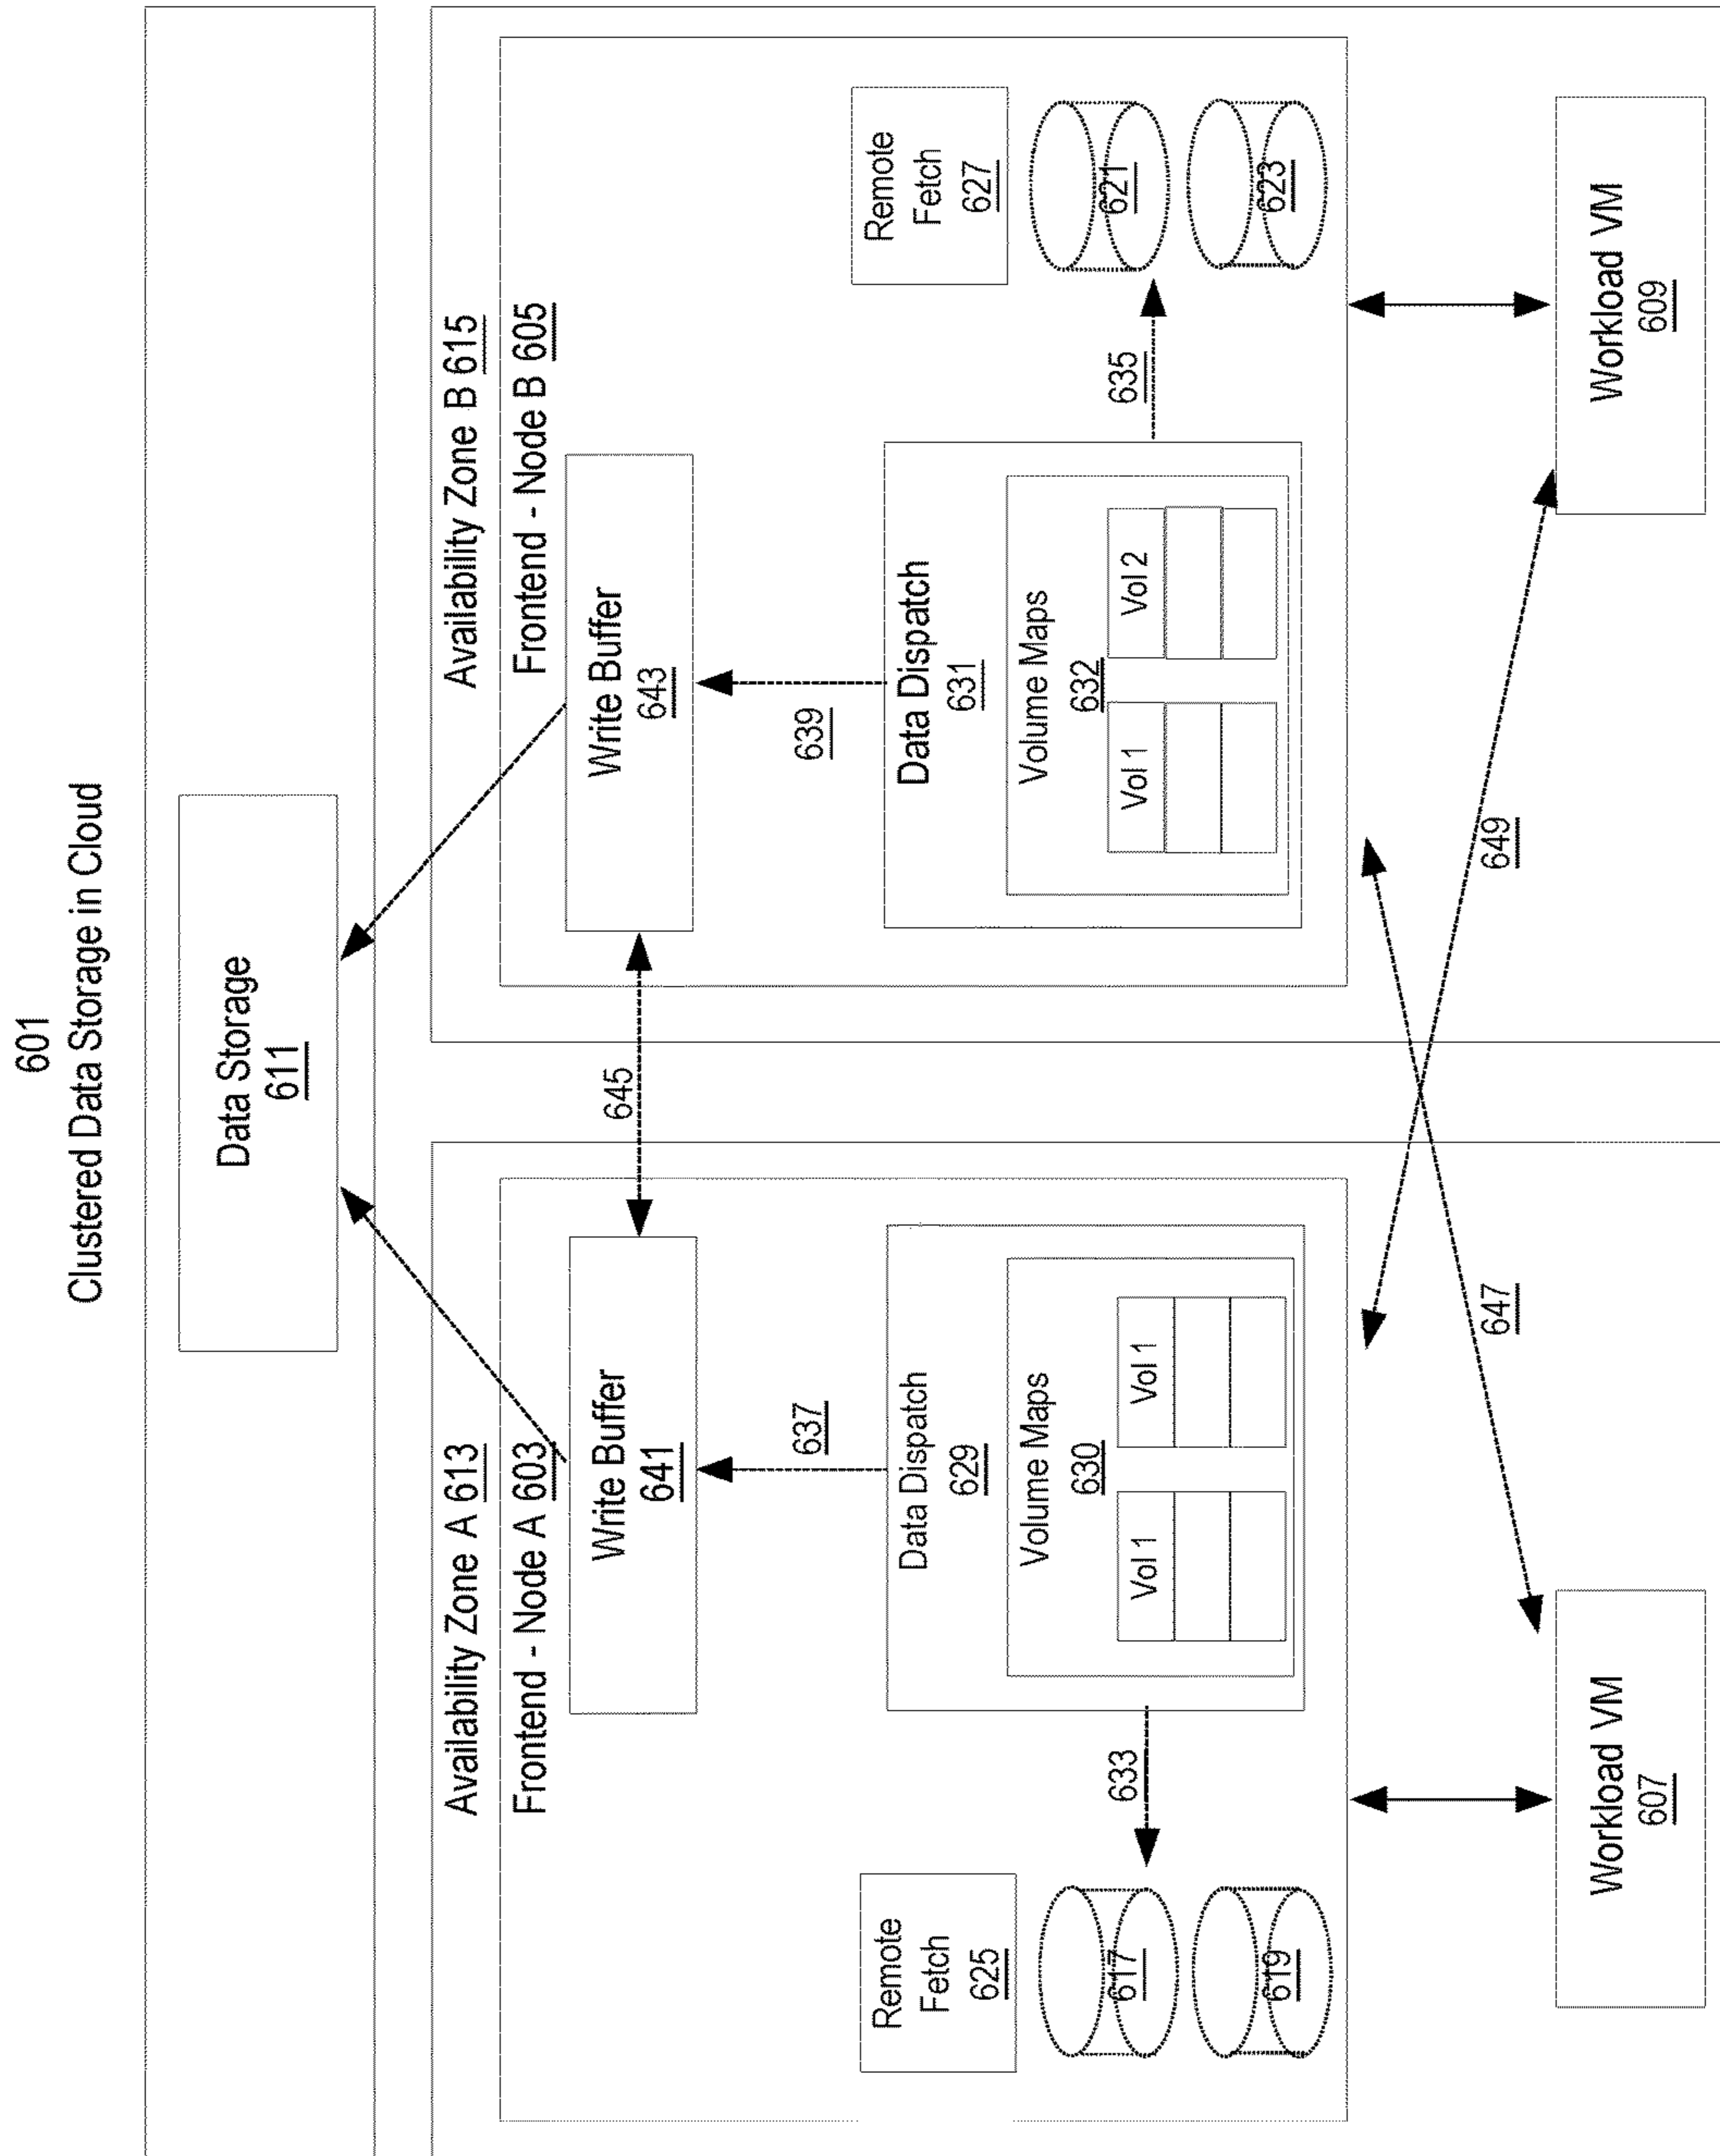 601
Clustered Data Storage in Cloud
Data Storage
611
Availability Zone A 613
Frontend - Node A 603
Write Buffer
641
637
Data Dispatch
629
Volume Maps
630
Vol 1
Vol 1
633
Remote
Fetch
625
617
619
645
Availability Zone B 615
Frontend - Node B 605
Write Buffer
643
639
Data Dispatch
631
Volume Maps
632
Vol 1
Vol 2
635
Remote
Fetch
627
621
623
647
649
Workload VM
607
Workload VM
609